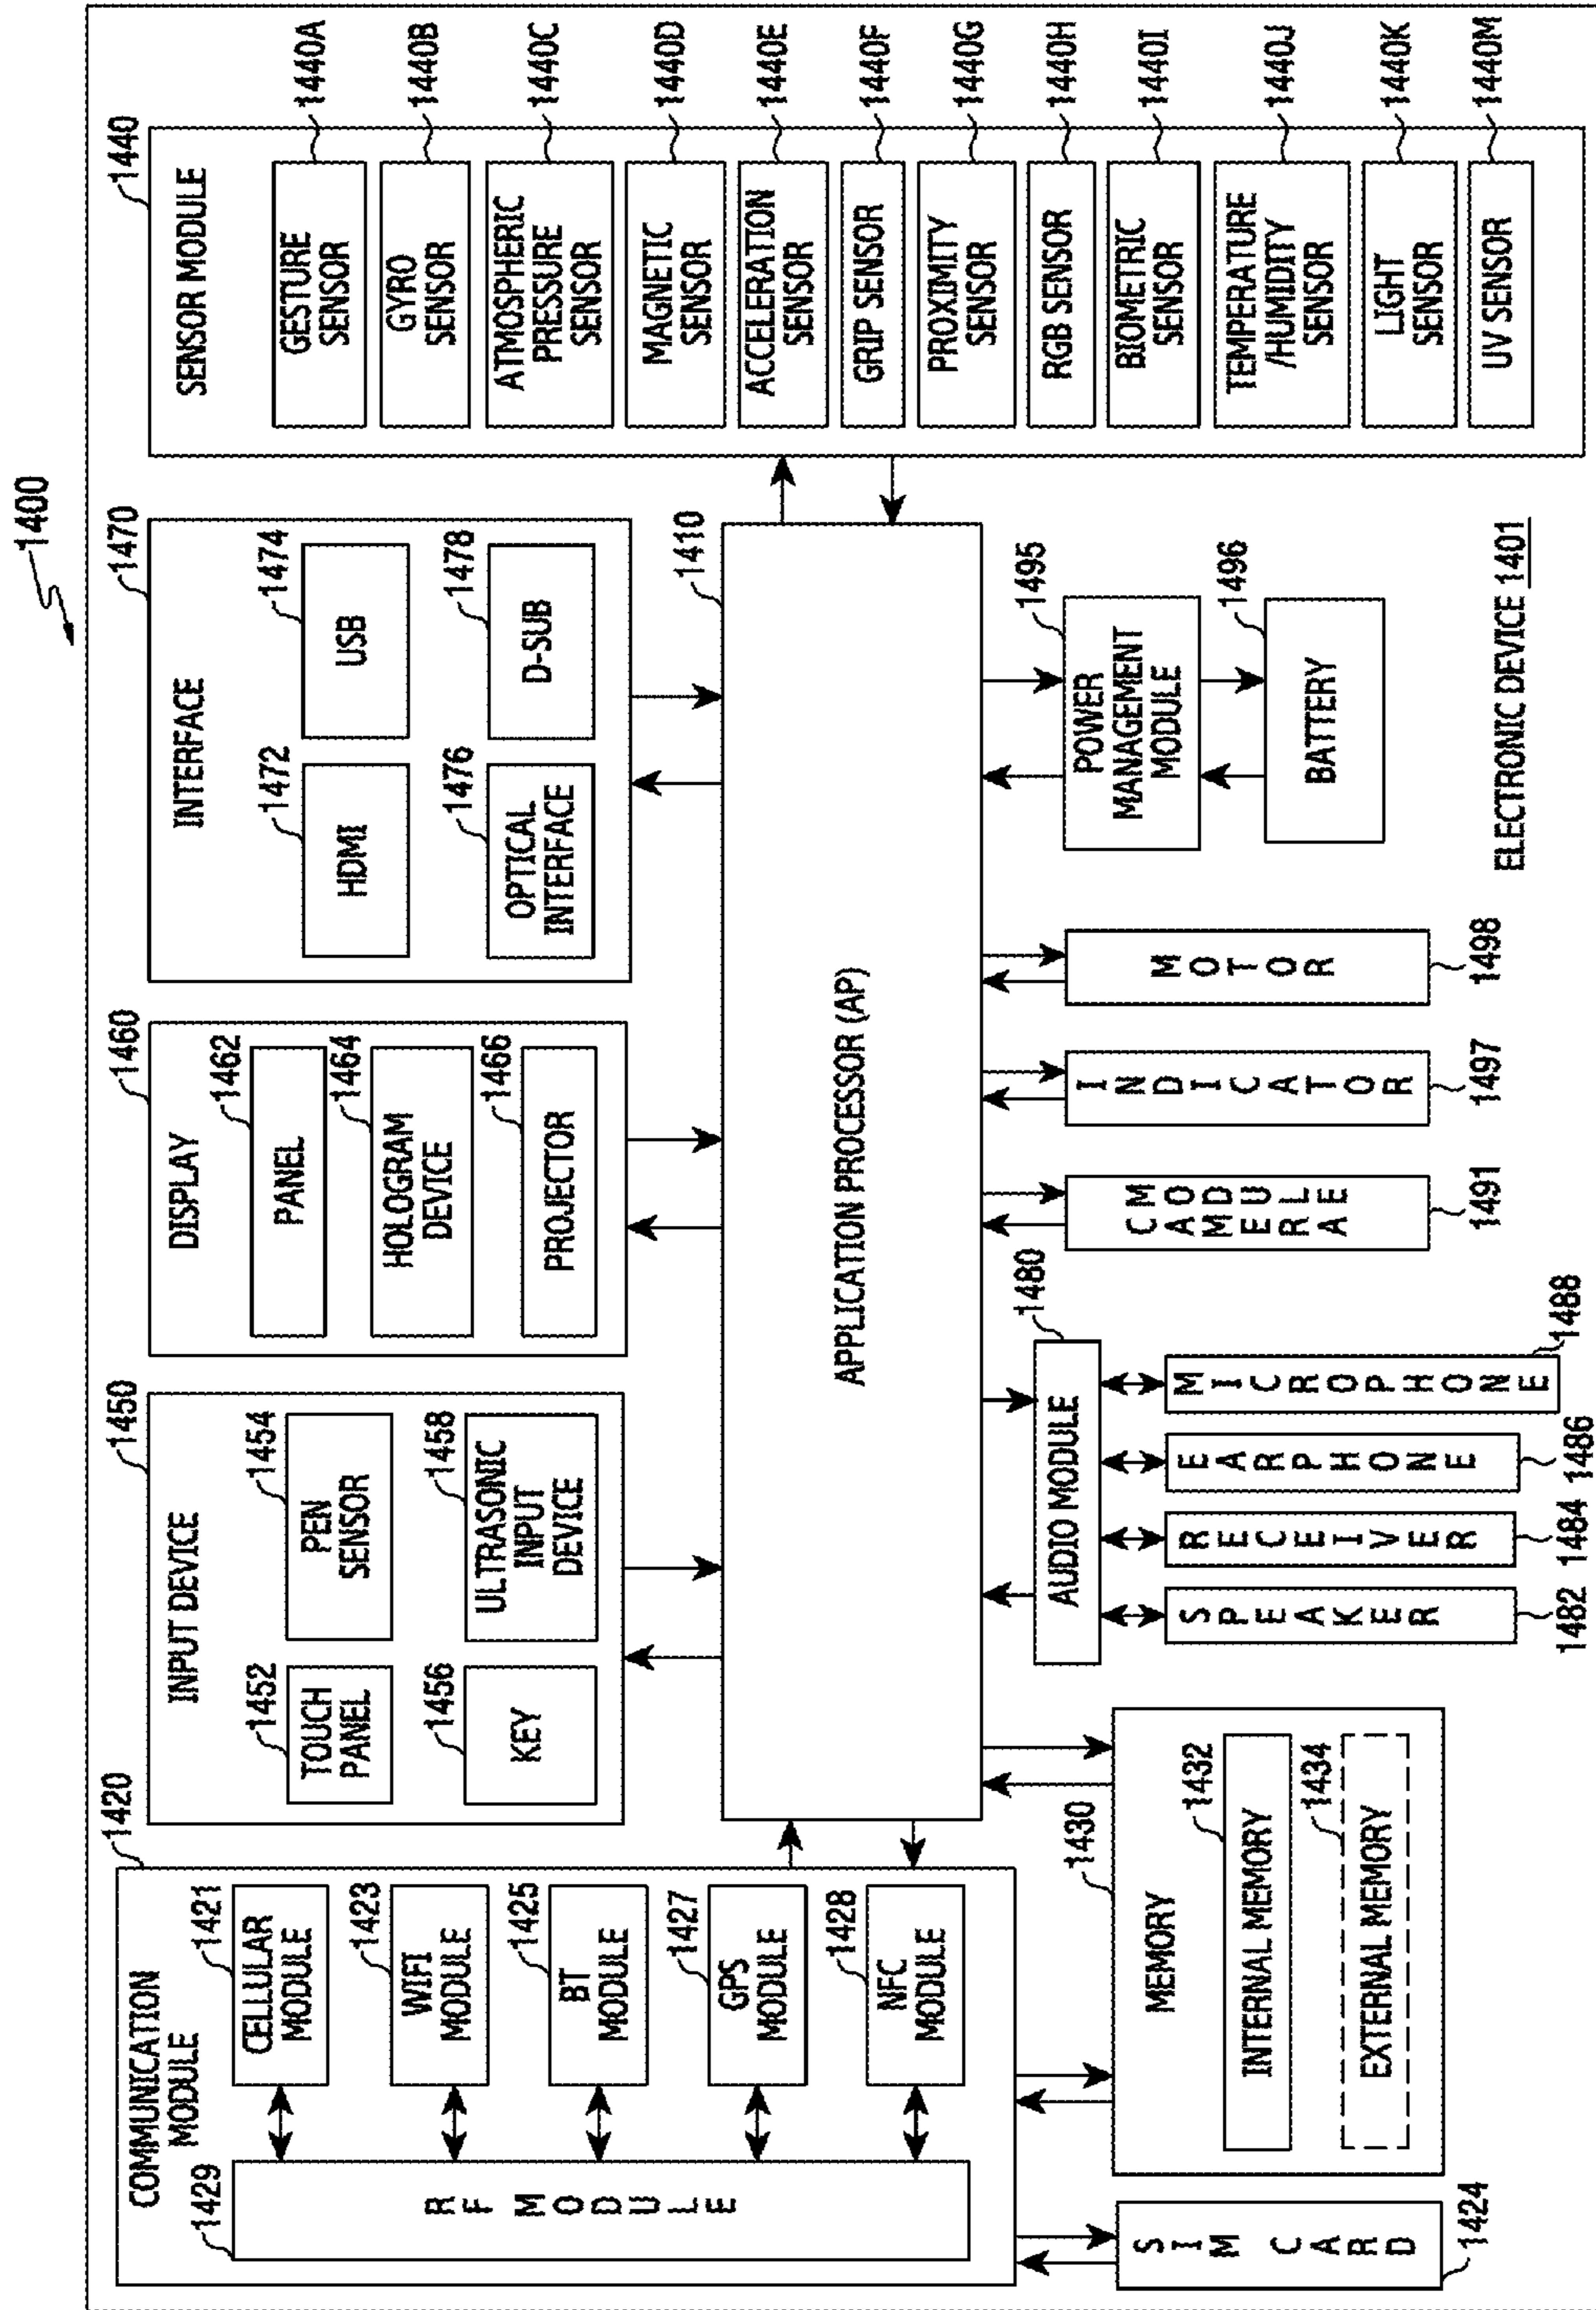 1400
COMMUNICATION
MODULE
1420
1429
RF MODULE
1421
CELLULAR
MODULE
1423
WIFI
MODULE
1425
BT
MODULE
1427
GPS
MODULE
1428
NFC
MODULE
INPUT DEVICE
1450
1452
TOUCH
PANEL
1454
PEN
SENSOR
1456
KEY
1458
ULTRASONIC
INPUT
DEVICE
DISPLAY
1460
1462
PANEL
1464
HOLOGRAM
DEVICE
1466
PROJECTOR
INTERFACE
1470
1472
HDMI
1474
USB
1476
OPTICAL
INTERFACE
1478
D-SUB
SENSOR MODULE
1440
GESTURE
SENSOR
1440A
GYRO
SENSOR
1440B
ATMOSPHERIC
PRESSURE
SENSOR
1440C
MAGNETIC
SENSOR
1440D
ACCELERATION
SENSOR
1440E
GRIP SENSOR
1440F
PROXIMITY
SENSOR
1440G
RGB SENSOR
1440H
BIOMETRIC
SENSOR
1440I
TEMPERATURE
/HUMIDITY
SENSOR
1440J
LIGHT
SENSOR
1440K
UV SENSOR
1440M
APPLICATION PROCESSOR (AP)
1410
SIM CARD
1424
MEMORY
1430
1432
INTERNAL MEMORY
1434
EXTERNAL MEMORY
AUDIO MODULE
1480
SPEAKER
1482
RECEIVER
1484
EARPHONE
1486
MICROPHONE
1488
CAMERA
MODULE
1491
INDICATOR
1497
MOTOR
1498
POWER
MANAGEMENT
MODULE
1495
BATTERY
1496
ELECTRONIC DEVICE 1401